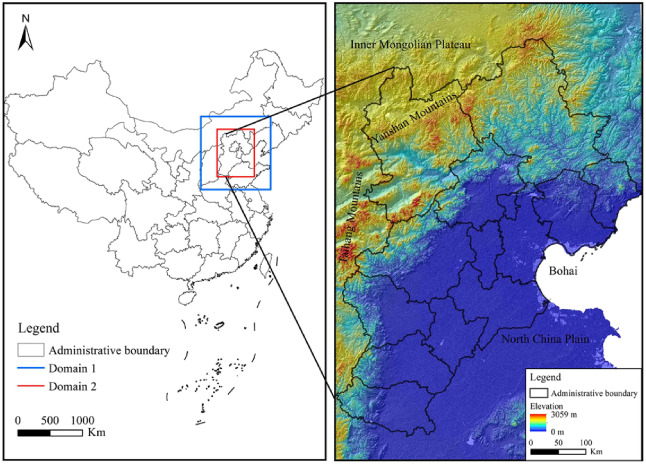 N
Legend
Administrative boundary
Domain 1
Domain 2
0 500 1000
Km
Inner Mongolian Plateau
Yanshan Mountains
Taihang Mountains
Bohai
North China Plain
Legend
Administrative boundary
Elevation
3059 m
0 m
0 50 100
Km